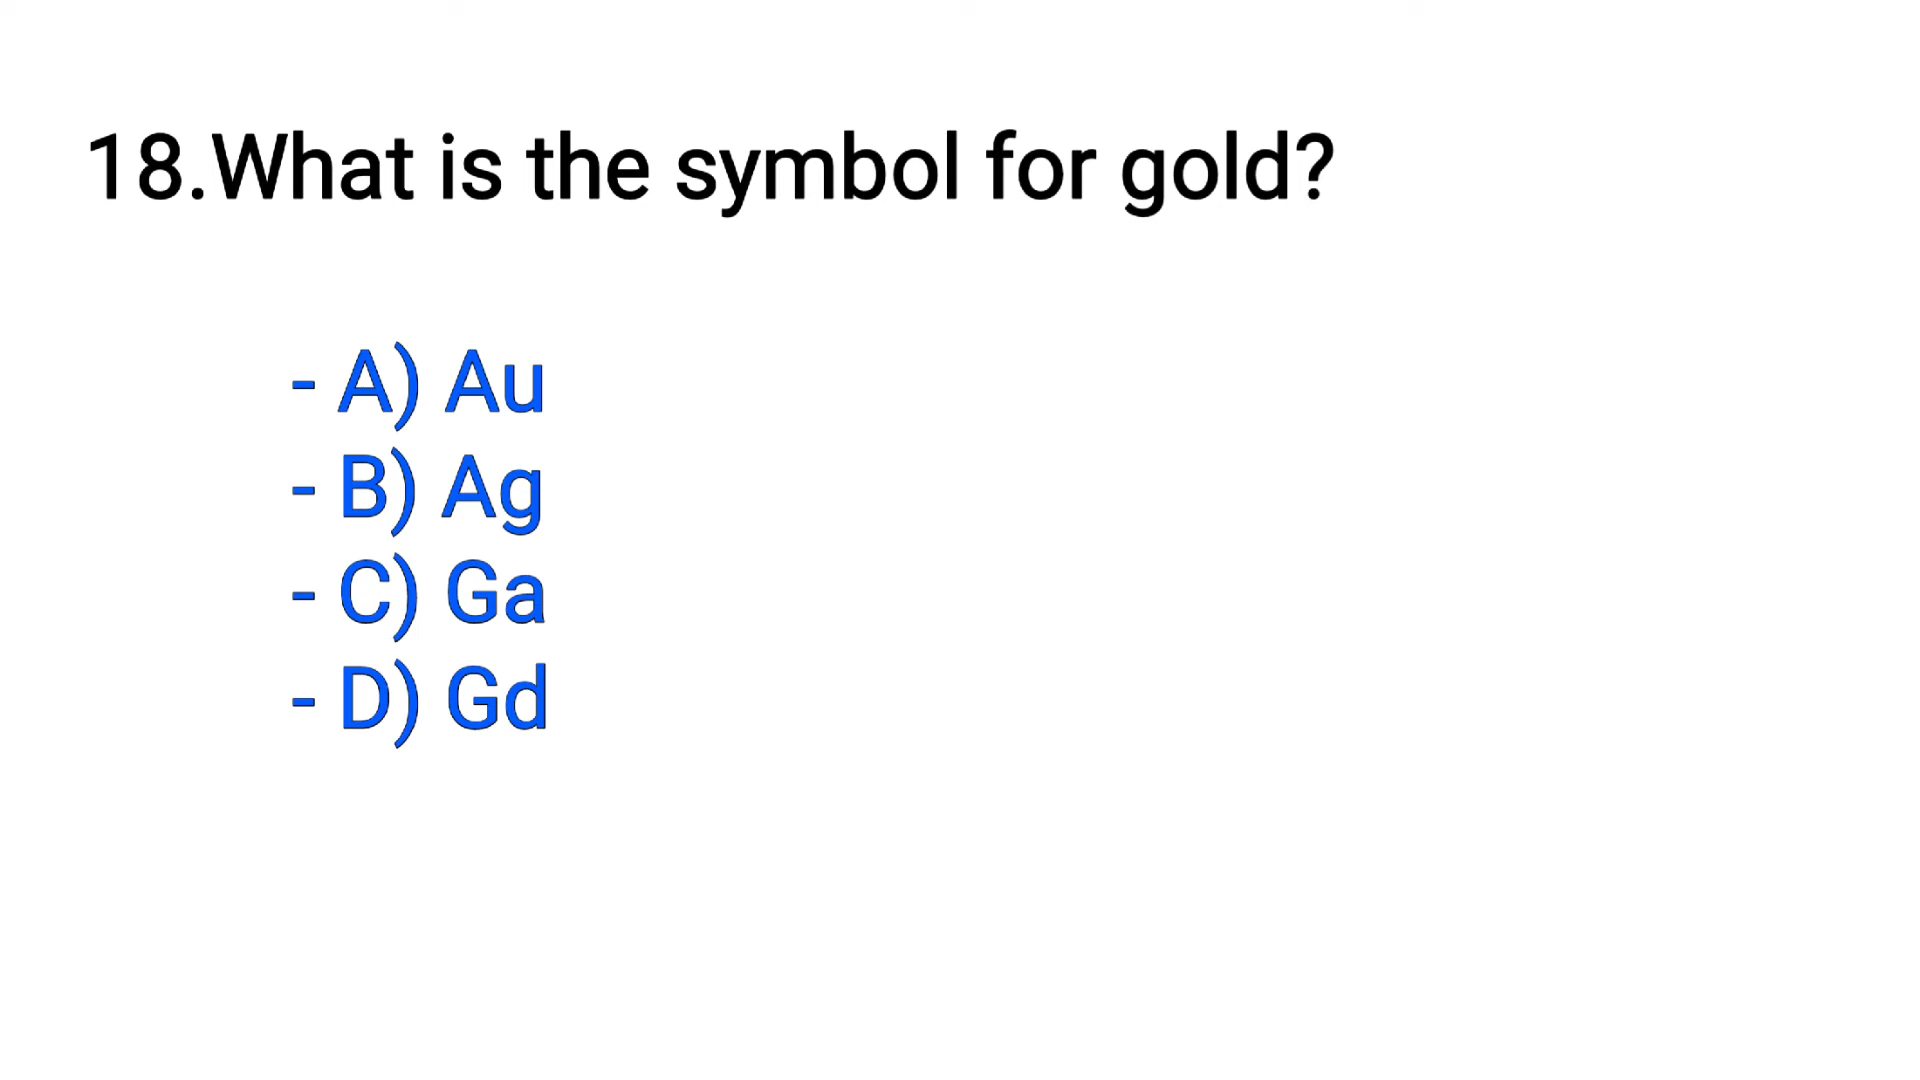 18.What is the symbol for gold?
- A) Au
- B) Ag
- C) Ga
- D) Gd